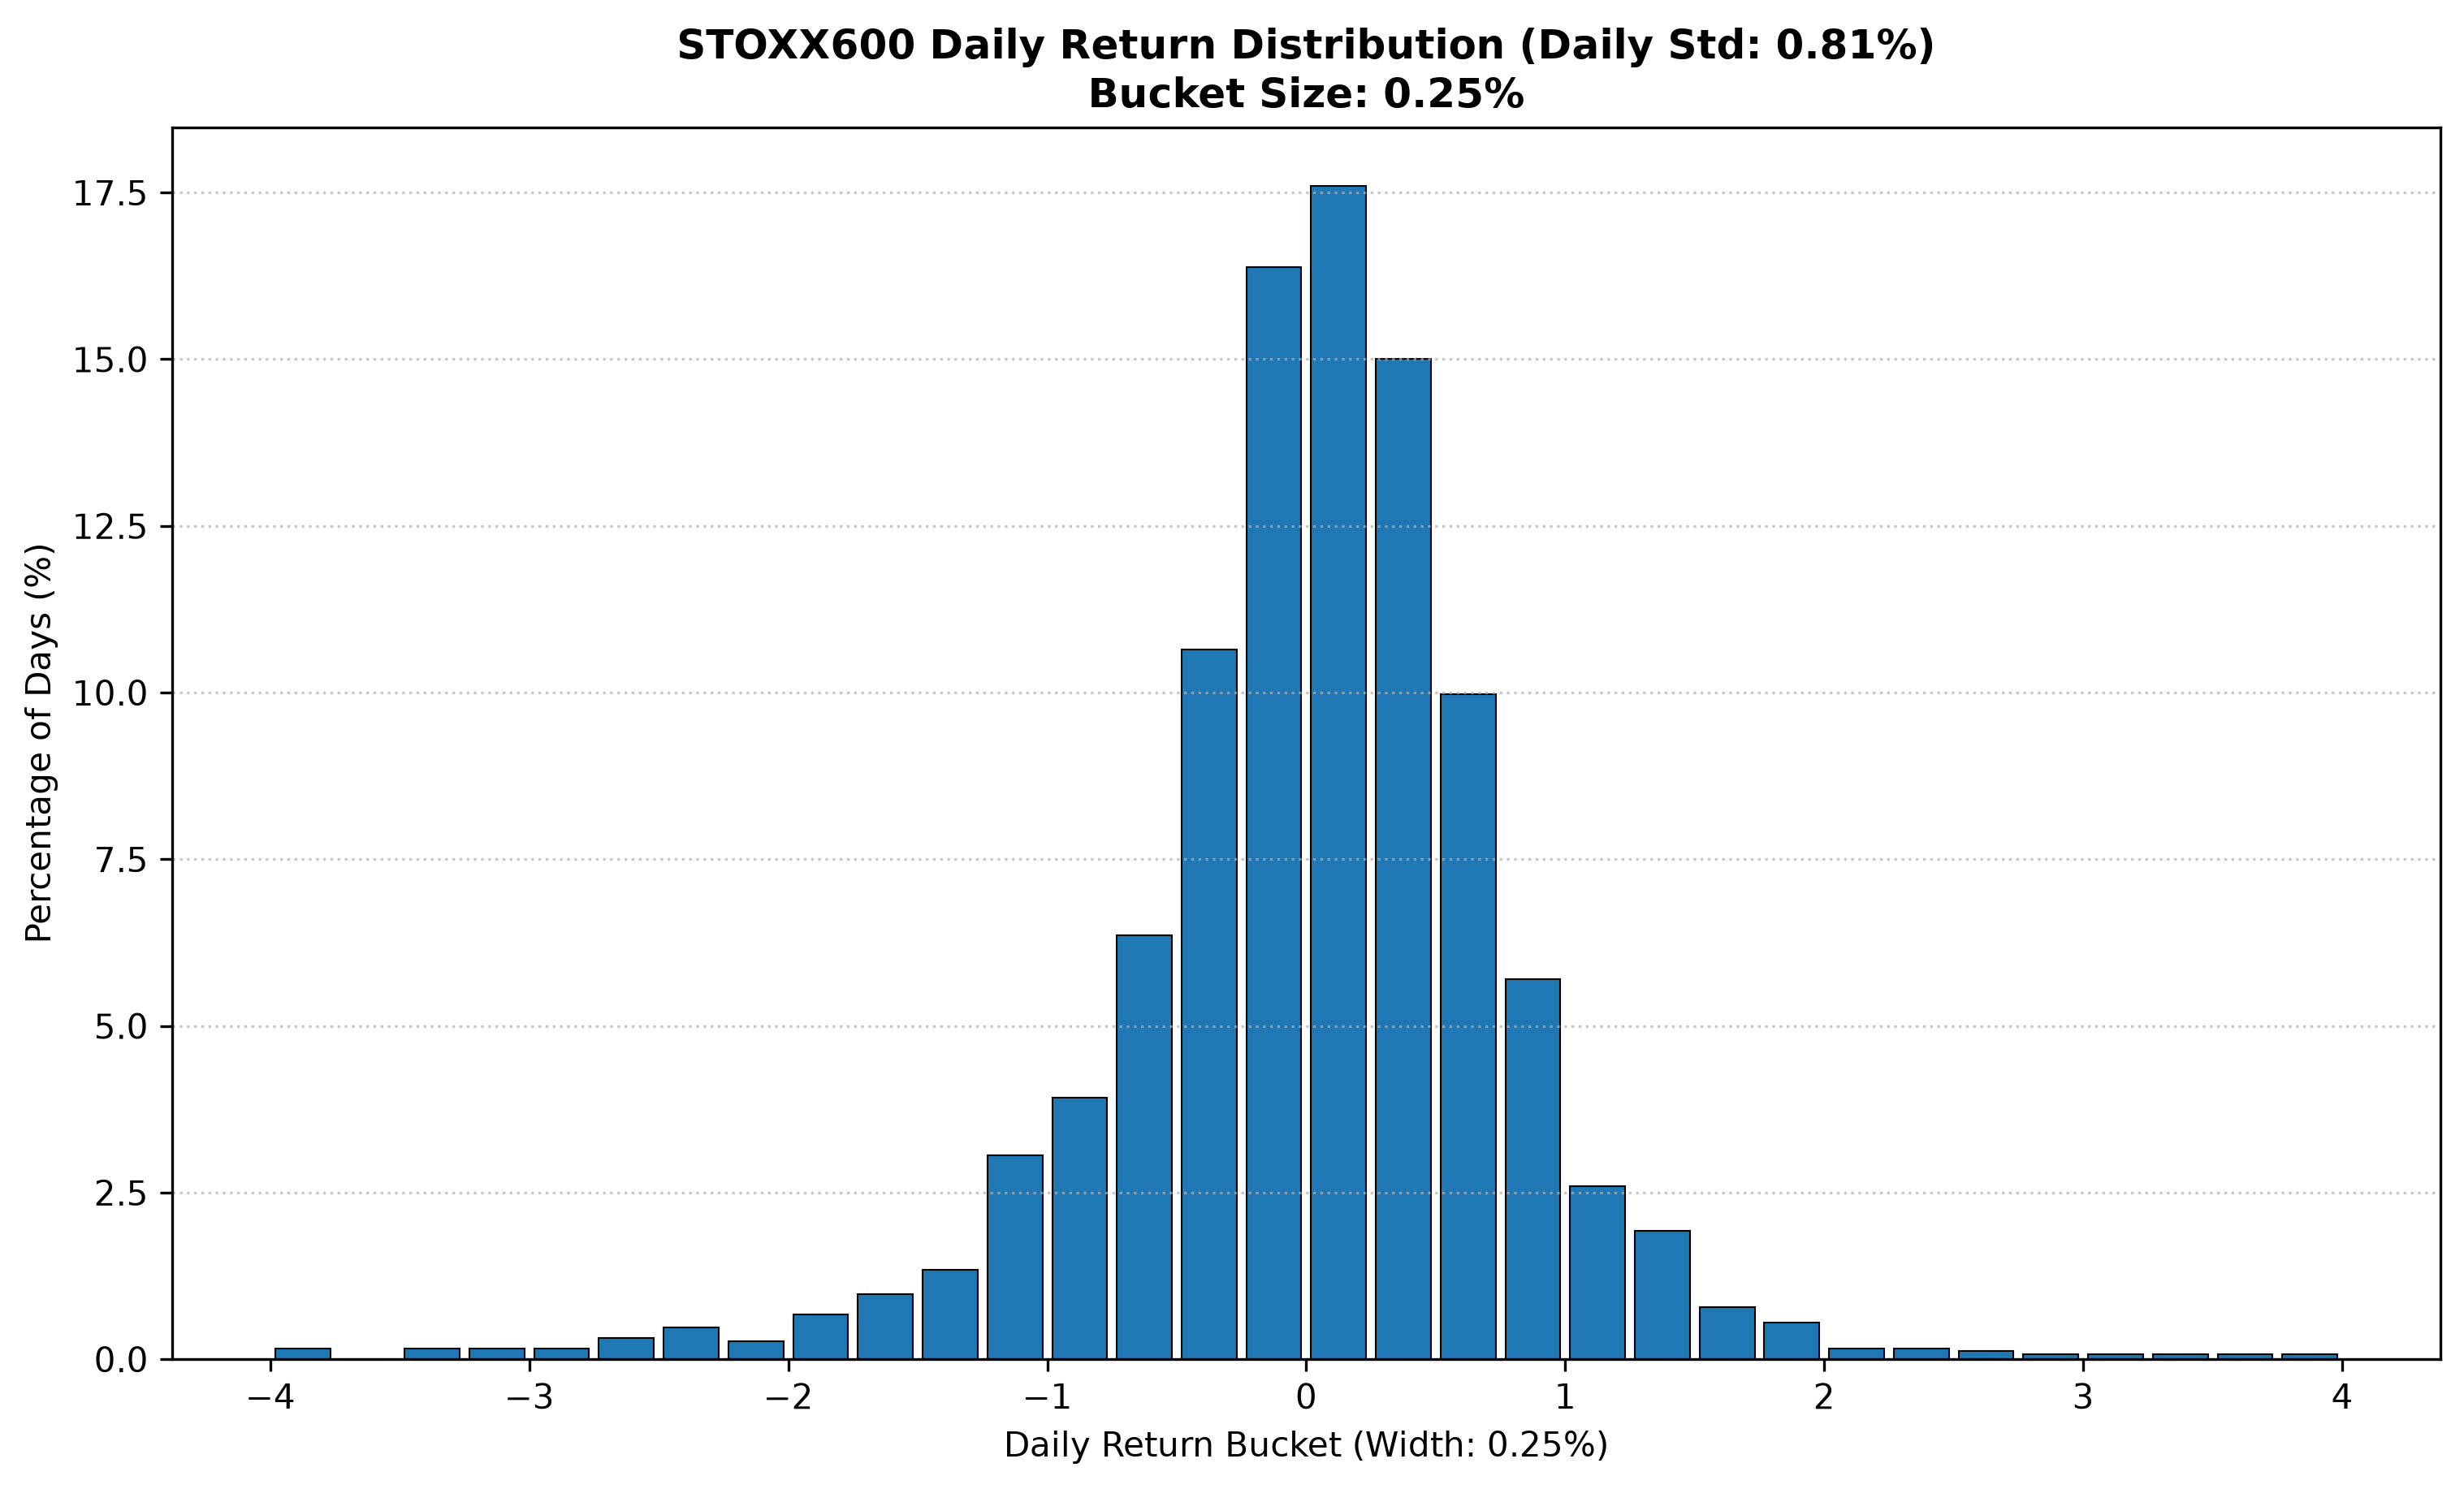 STOXX600 Daily Return Distribution (Daily Std: 0.81%)
Bucket Size: 0.25%
17.5
15.0
12.5
10.0
7.5
5.0
2.5
0.0
Percentage of Days (%)
−4 −3 −2 −1 0 1 2 3 4
Daily Return Bucket (Width: 0.25%)